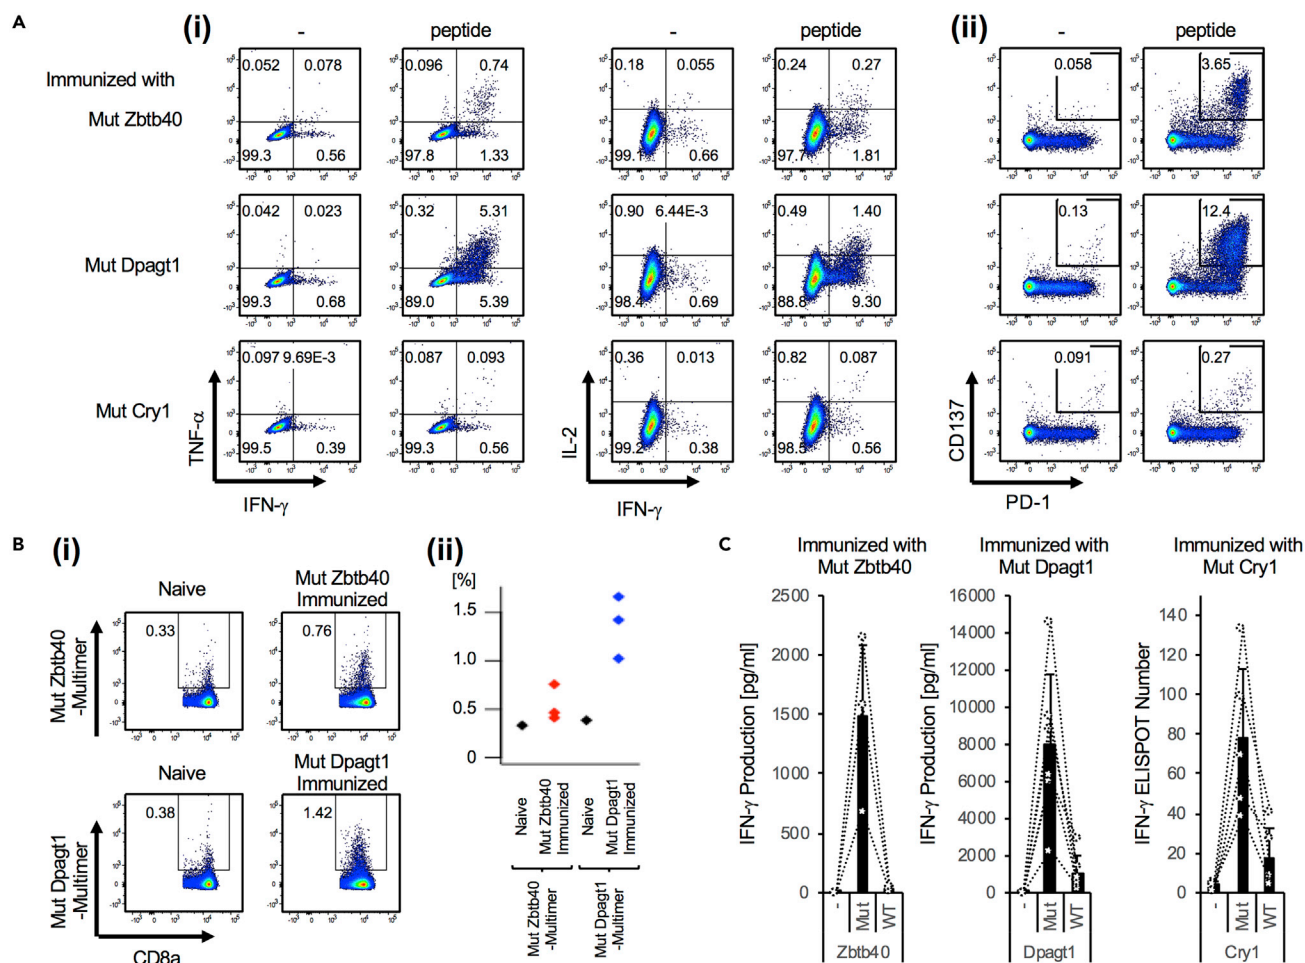 A
(i)
(ii)
-
peptide
-
peptide
-
peptide
Immunized with
Mut Zbtb40
0.052 0.078
99.3 0.56
0.096 0.74
97.8 1.33
0.18 0.055
99.1 0.66
0.24 0.27
97.7 1.81
0.058
3.65
Mut Dpagt1
0.042 0.023
99.3 0.68
0.32 5.31
89.0 5.39
0.90 6.44E-3
98.4 0.69
0.49 1.40
88.8 9.30
0.13
12.4
Mut Cry1
0.097 9.69E-3
99.5 0.39
0.087 0.093
99.3 0.56
0.36 0.013
99.2 0.38
0.82 0.087
98.5 0.56
0.091
0.27
TNF-α
IFN-γ
IL-2
IFN-γ
CD137
PD-1
B
(i)
Naive
Mut Zbtb40
Immunized
0.33
0.76
Mut Zbtb40
-Multimer
Naive
Mut Dpagt1
Immunized
0.38
1.42
Mut Dpagt1
-Multimer
CD8a
(ii)
[%]
1.5
1.0
0.5
0
Naive
Mut Zbtb40
Immunized
Naive
Mut Dpagt1
Immunized
Mut Zbtb40
-Multimer
Mut Dpagt1
-Multimer
C
Immunized with
Mut Zbtb40
IFN-γ Production [pg/ml]
2500
2000
1500
1000
500
0
-
Mut
WT
Zbtb40
Immunized with
Mut Dpagt1
IFN-γ Production [pg/ml]
16000
14000
12000
10000
8000
6000
4000
2000
0
-
Mut
WT
Dpagt1
Immunized with
Mut Cry1
IFN-γ ELISPOT Number
140
120
100
80
60
40
20
0
-
Mut
WT
Cry1